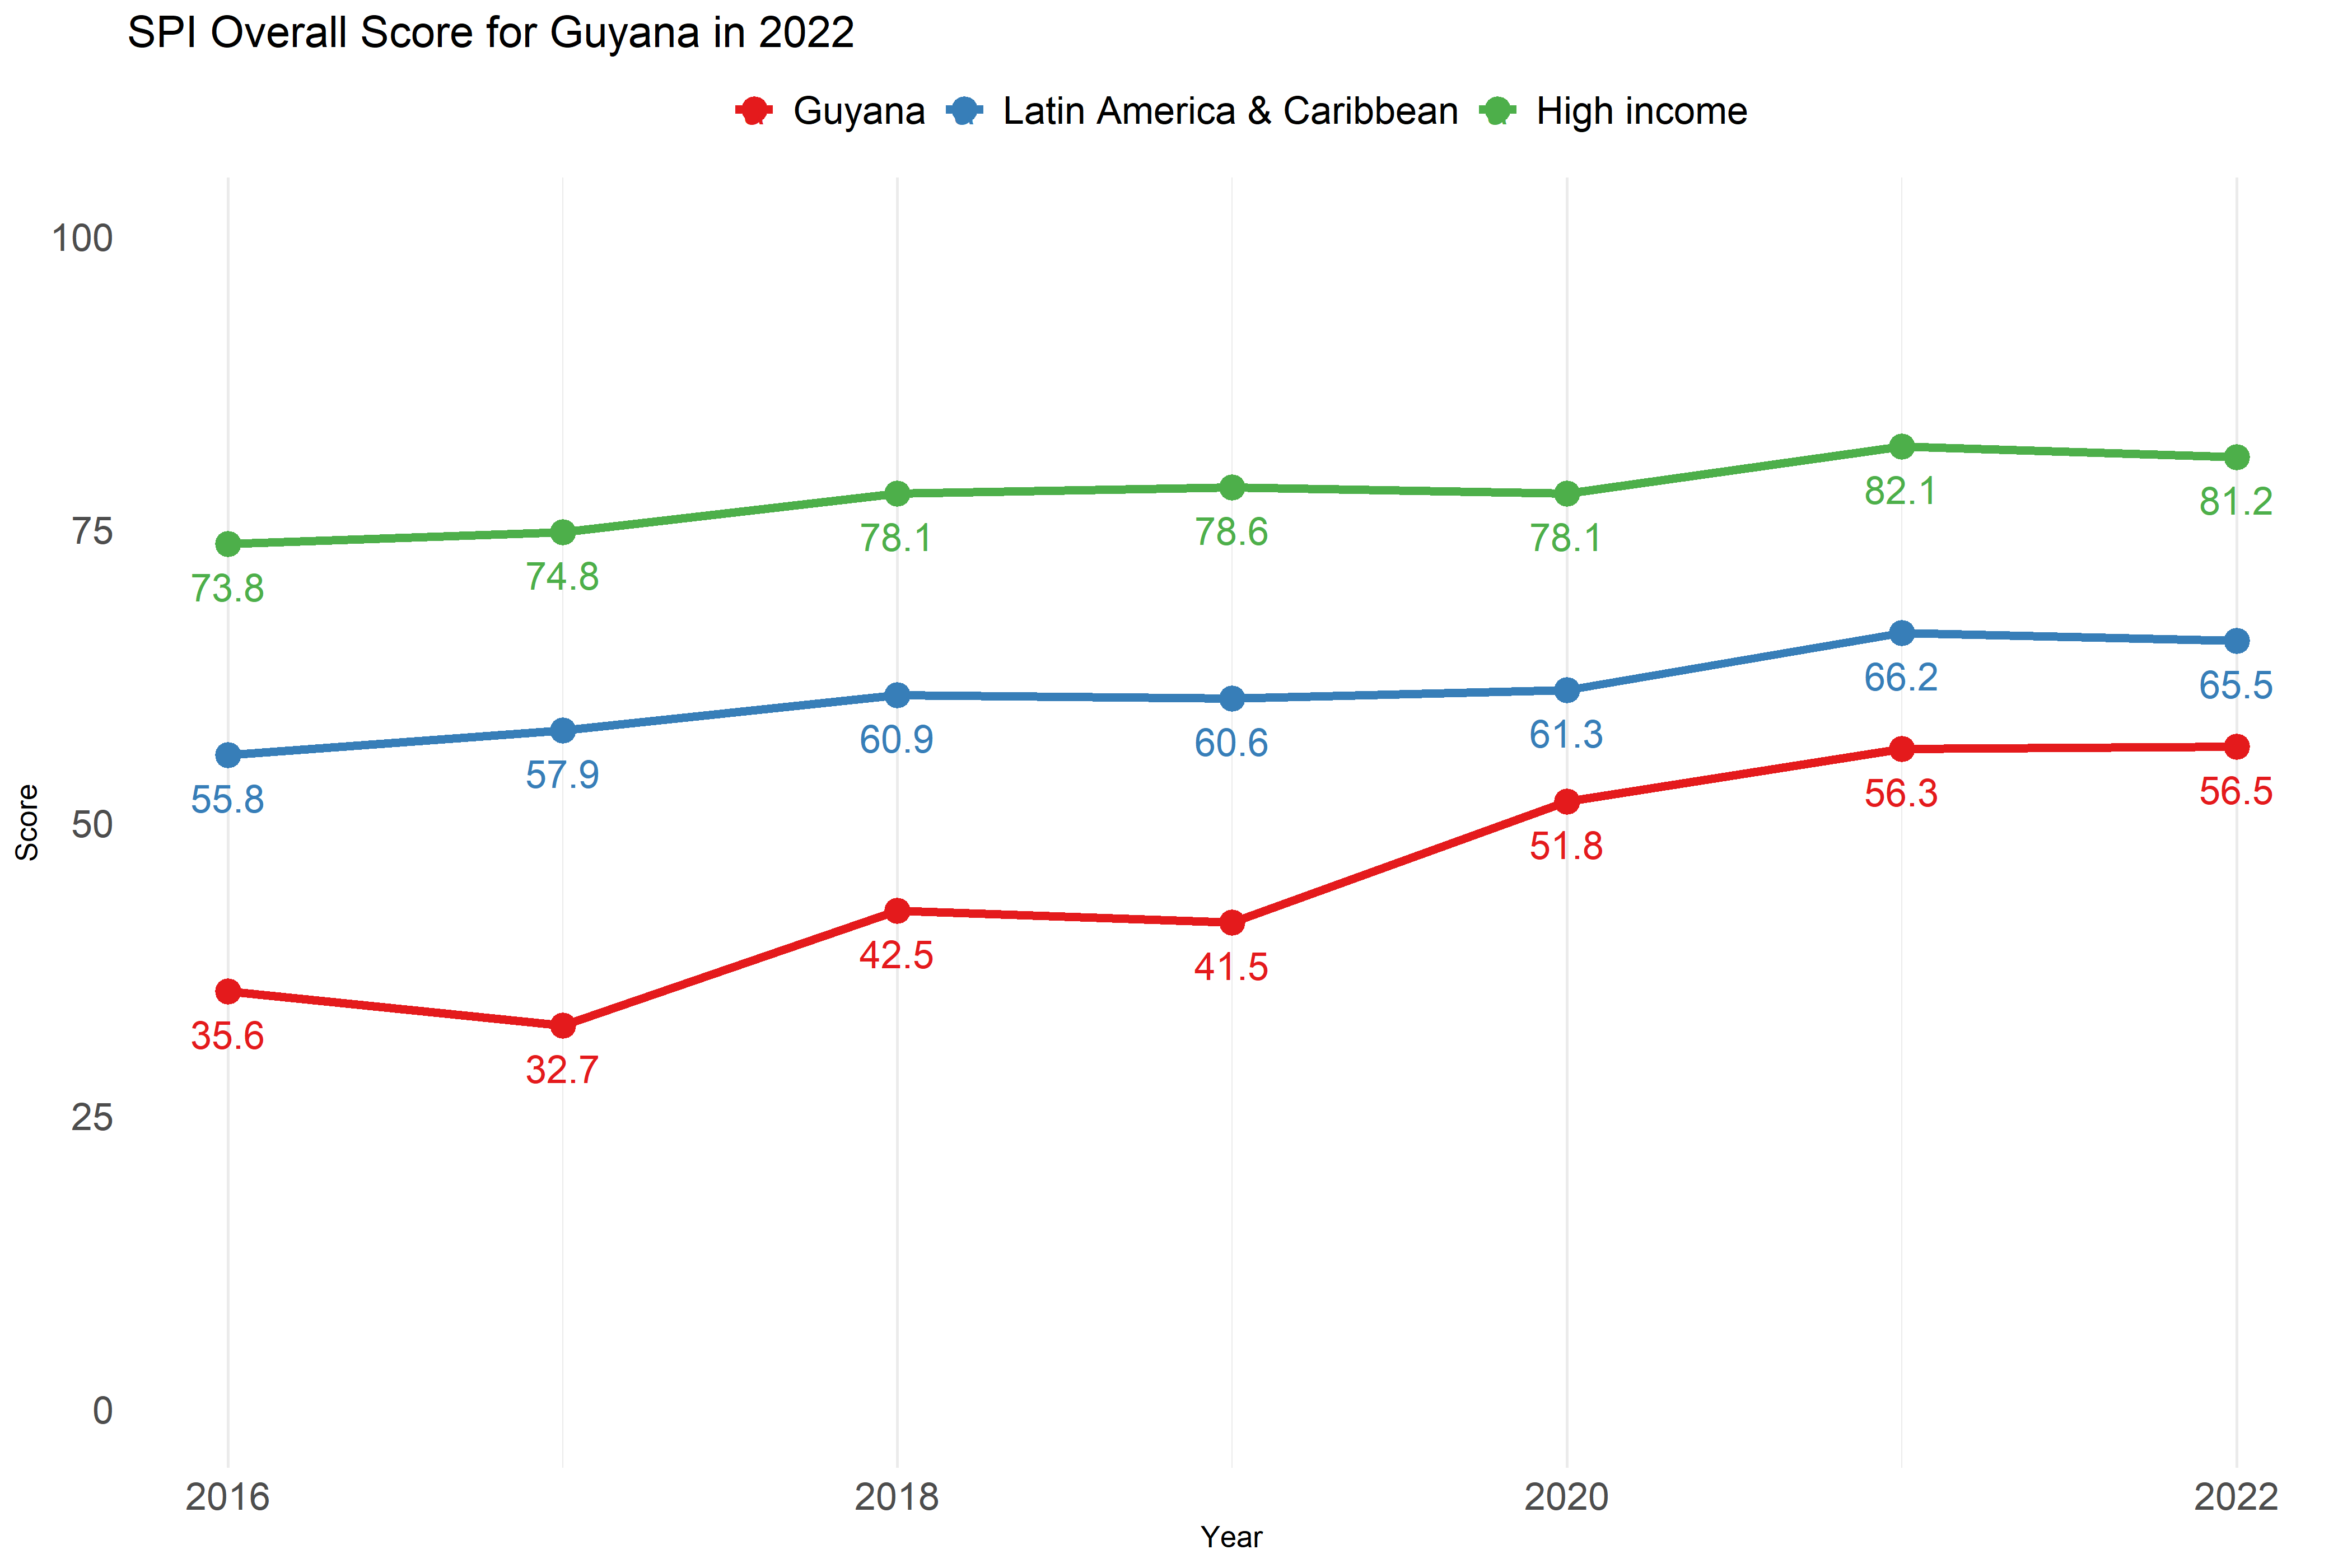 SPI Overall Score for Guyana in 2022
Guyana Latin America & Caribbean High income
100
75
50
25
0
Score
73.8 74.8 78.1 78.6 78.1 82.1 81.2
55.8 57.9 60.9 60.6 61.3 66.2 65.5
35.6 32.7 42.5 41.5 51.8 56.3 56.5
2016 2018 2020 2022
Year